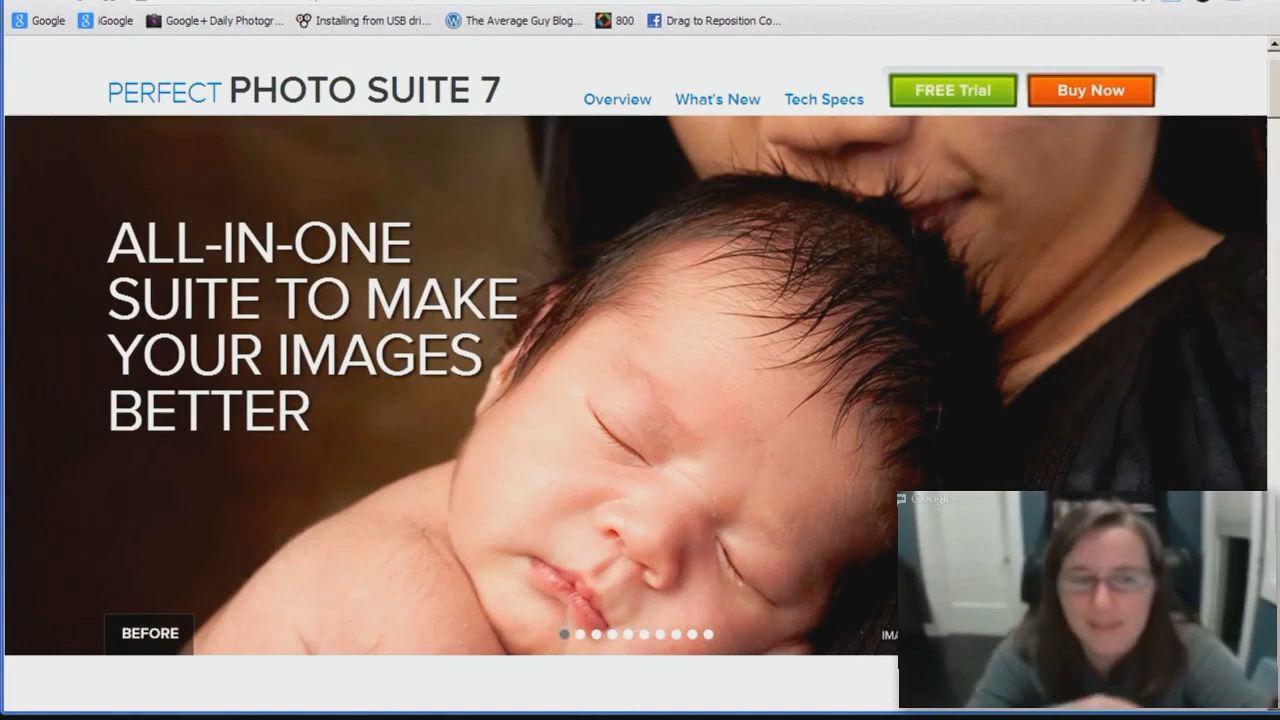 Google
iGoogle
Google+ Daily Photogr...
Installing from USB dri...
The Average Guy Blog...
800
Drag to Reposition Co...
PERFECT PHOTO SUITE 7
Overview
What's New
Tech Specs
FREE Trial
Buy Now
ALL-IN-ONE
SUITE TO MAKE
YOUR IMAGES
BETTER
Google
BEFORE
IMA